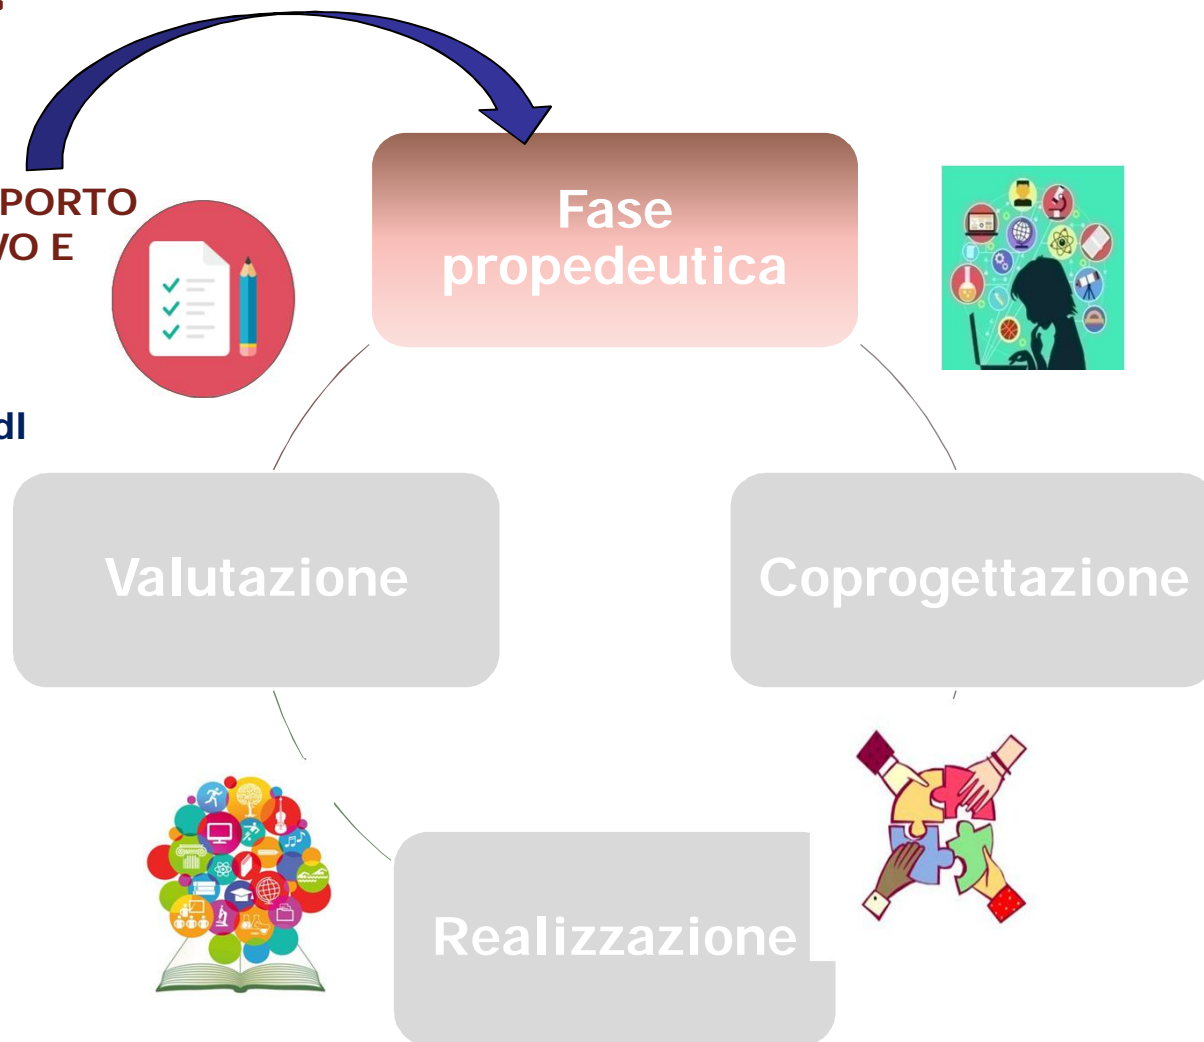 PORTO
VO E
Fase
propedeutica
dI
Valutazione
Coprogettazione
Realizzazione